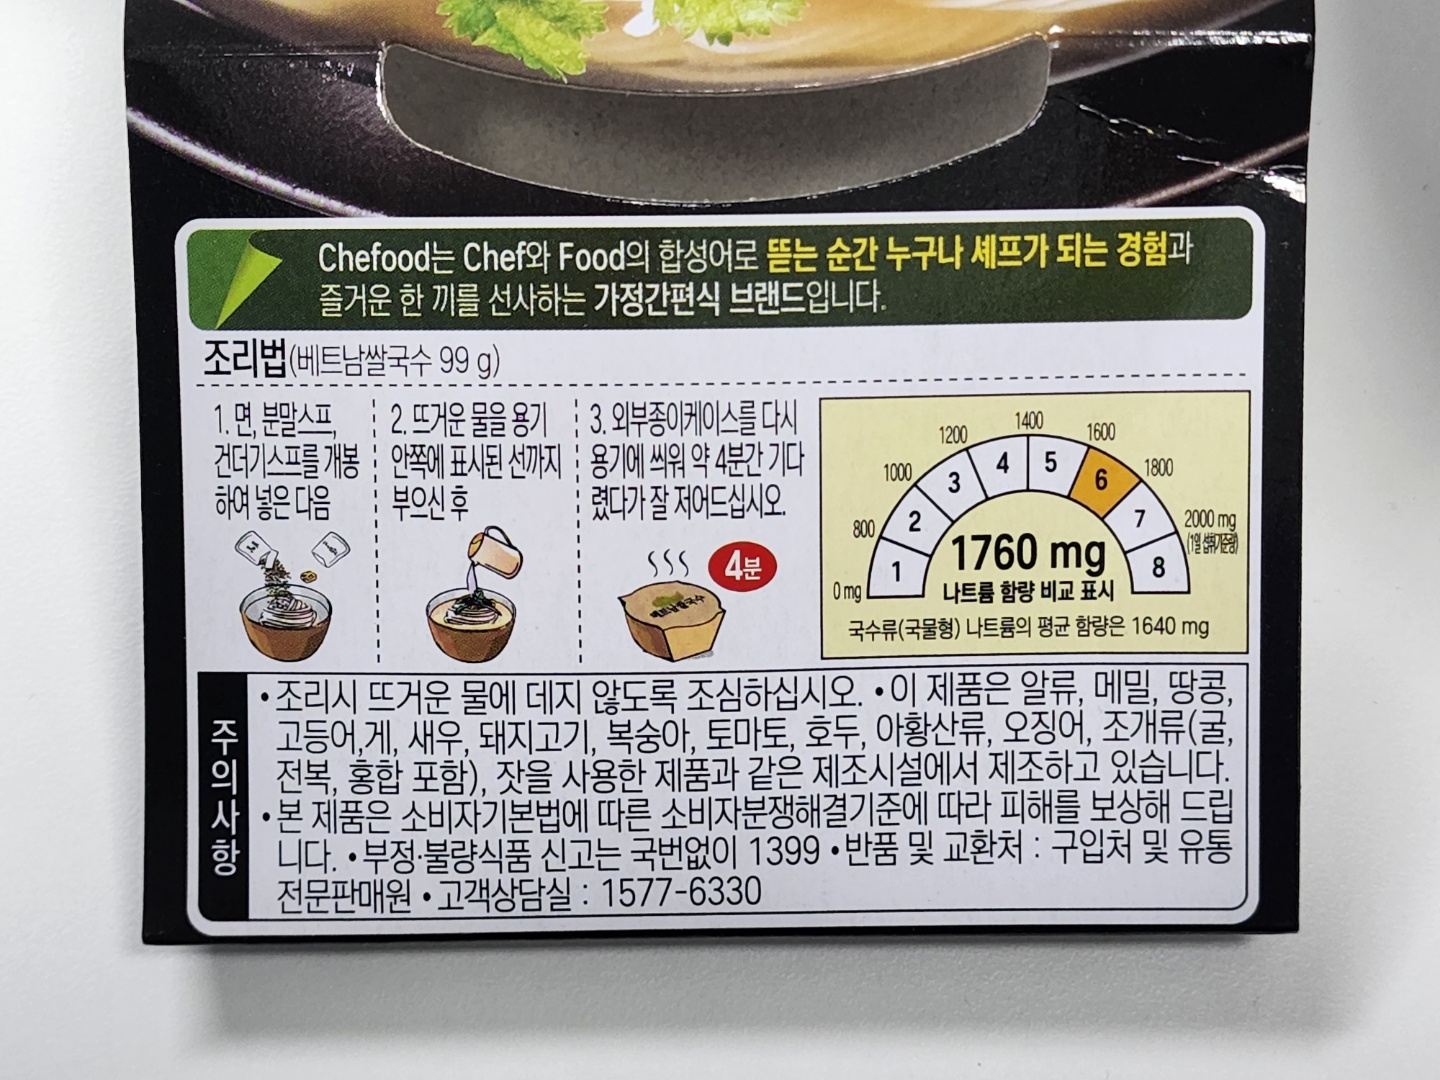 Chefood는 Chef와 Food의 합성어로 뜯는 순간 누구나 셰프가 되는 경험과
즐거운 한 끼를 선사하는 가정간편식 브랜드입니다.
조리법(베트남쌀국수 99 g)
1. 면, 분말스프,
건더기스프를 개봉
하여 넣은 다음
2. 뜨거운 물을 용기
안쪽에 표시된 선까지
부으신 후
3. 외부종이케이스를 다시
용기에 씌워 약 4분간 기다
렸다가 잘 저어드십시오.
4분
베트남쌀국수
0 mg
800
1000
1200
1400
1600
1800
2000 mg
(1일 섭취기준량)
1
2
3
4
5
6
7
8
1760 mg
나트륨 함량 비교 표시
국수류(국물형) 나트륨의 평균 함량은 1640 mg
주의사항
•조리시 뜨거운 물에 데지 않도록 조심하십시오. •이 제품은 알류, 메밀, 땅콩,
고등어,게, 새우, 돼지고기, 복숭아, 토마토, 호두, 아황산류, 오징어, 조개류(굴,
전복, 홍합 포함), 잣을 사용한 제품과 같은 제조시설에서 제조하고 있습니다.
•본 제품은 소비자기본법에 따른 소비자분쟁해결기준에 따라 피해를 보상해 드립
니다. •부정·불량식품 신고는 국번없이 1399 •반품 및 교환처 : 구입처 및 유통
전문판매원 •고객상담실 : 1577-6330